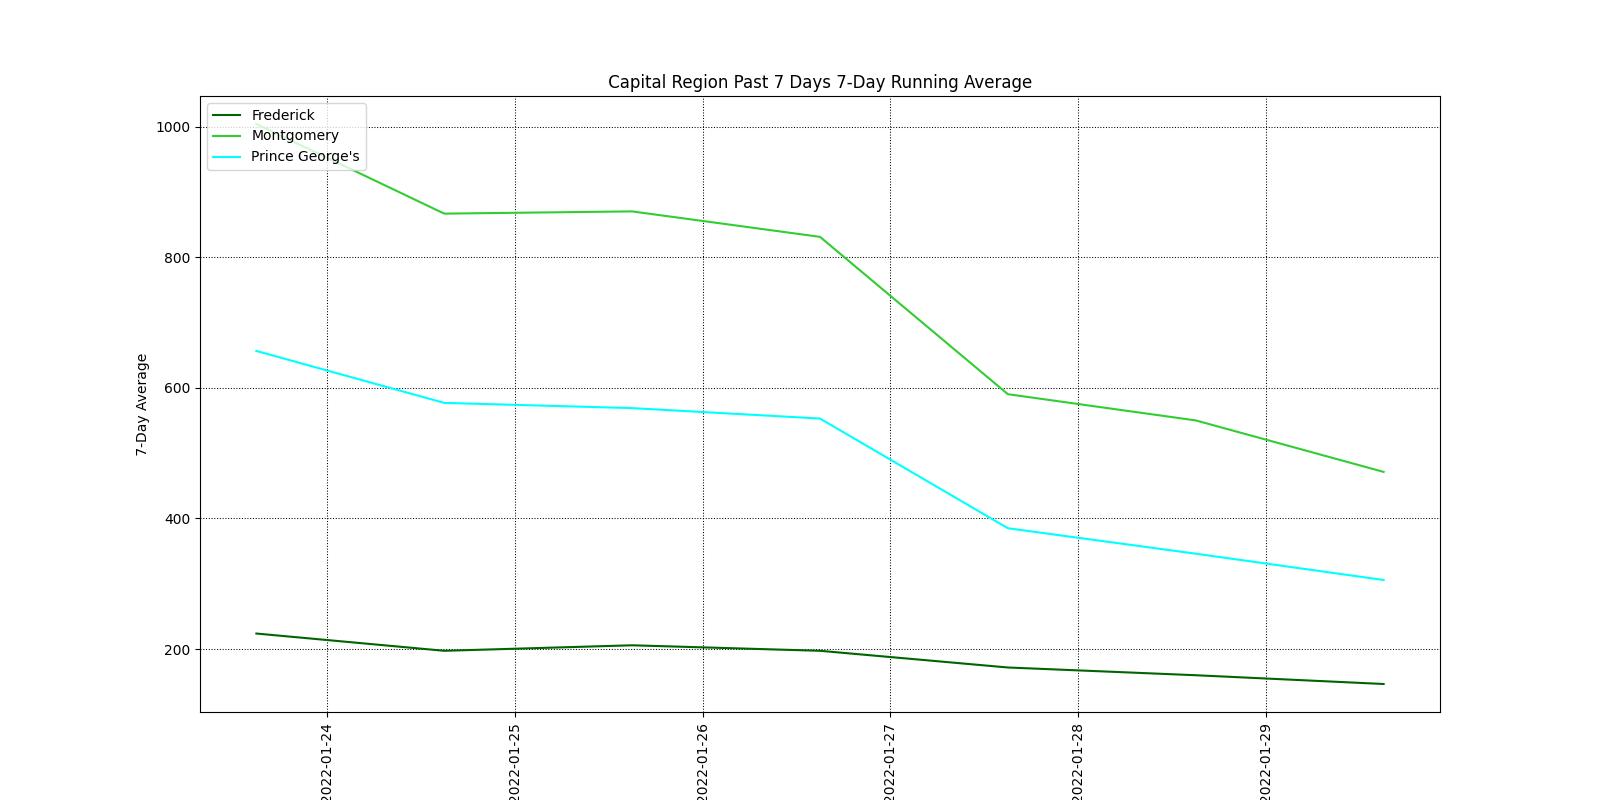 Capital Region Past 7 Days 7-Day Running Average
Frederick
Montgomery
Prince George's
7-Day Average
1000
800
600
400
200
2022-01-24
2022-01-25
2022-01-26
2022-01-27
2022-01-28
2022-01-29